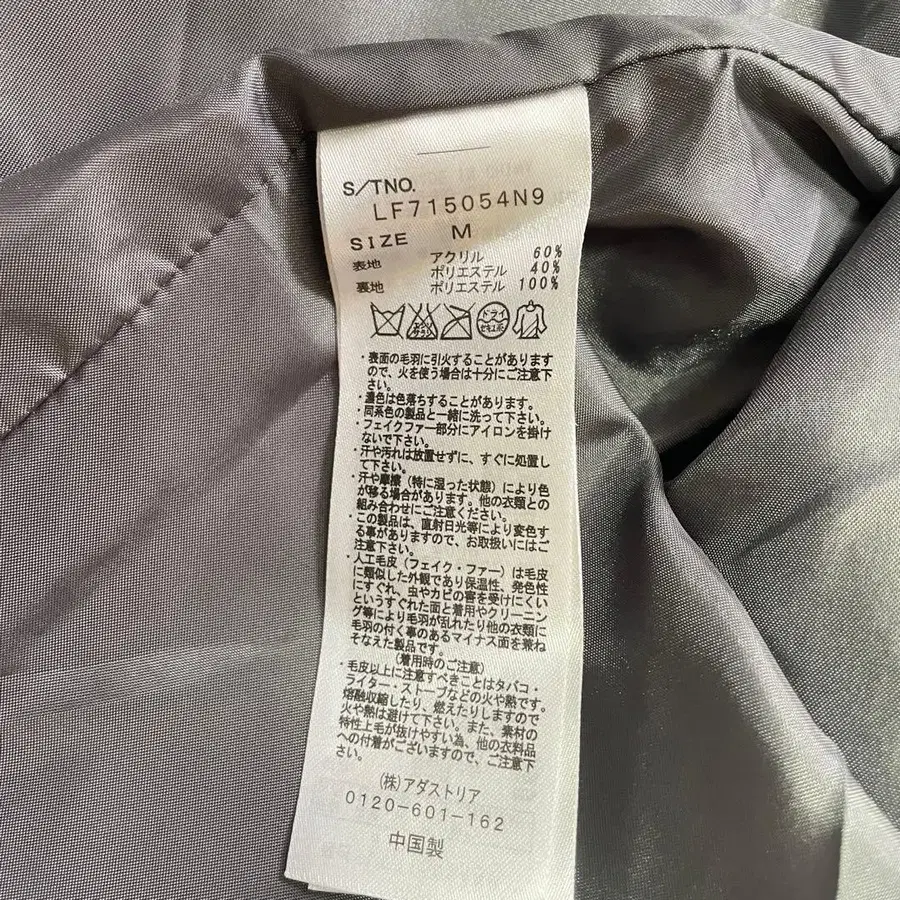 S/TNO.
LF715054N9
SIZE M
表地 アクリル 60%
ポリエステル 40%
裏地 ポリエステル 100%
エンソ
サラシ
ドライ
セキユ系
・表面の毛羽に引火することがあります
ので、火を使う場合は十分にご注意下
さい。
・濃色は色落ちすることがあります。
・同系色の製品と一緒に洗って下さい。
・フェイクファー部分にアイロンを掛け
ないで下さい。
・汗や汚れは放置せずに、すぐに処置し
て下さい。
・汗や摩擦（特に湿った状態）により色
が移る場合があります。他の衣類との
組み合わせにご注意ください。
・この製品は、直射日光等により変色す
る事がありますので、お取扱いにはご
注意下さい。
・人工毛皮（フェイク・ファー）は毛皮
に類似した外観であり保温性、発色性
にすぐれ、虫やカビの害を受けにくい
というすぐれた面と着用やクリーニン
グ等により毛羽が乱れたり他の衣類に
毛羽の付く事のあるマイナス面を兼ね
そなえた製品です。
（着用時のご注意）
・毛皮以上に注意すべきことはタバコ・
ライター・ストーブなどの火や熱です。
熔融収縮したり、燃えたりしますので
火や熱は避けて下さい。また、素材の
特性上毛が抜けやすい為、他の衣料品
への付着がございますので、ご注意下
さい。
(株)アダストリア
0120-601-162
中国製